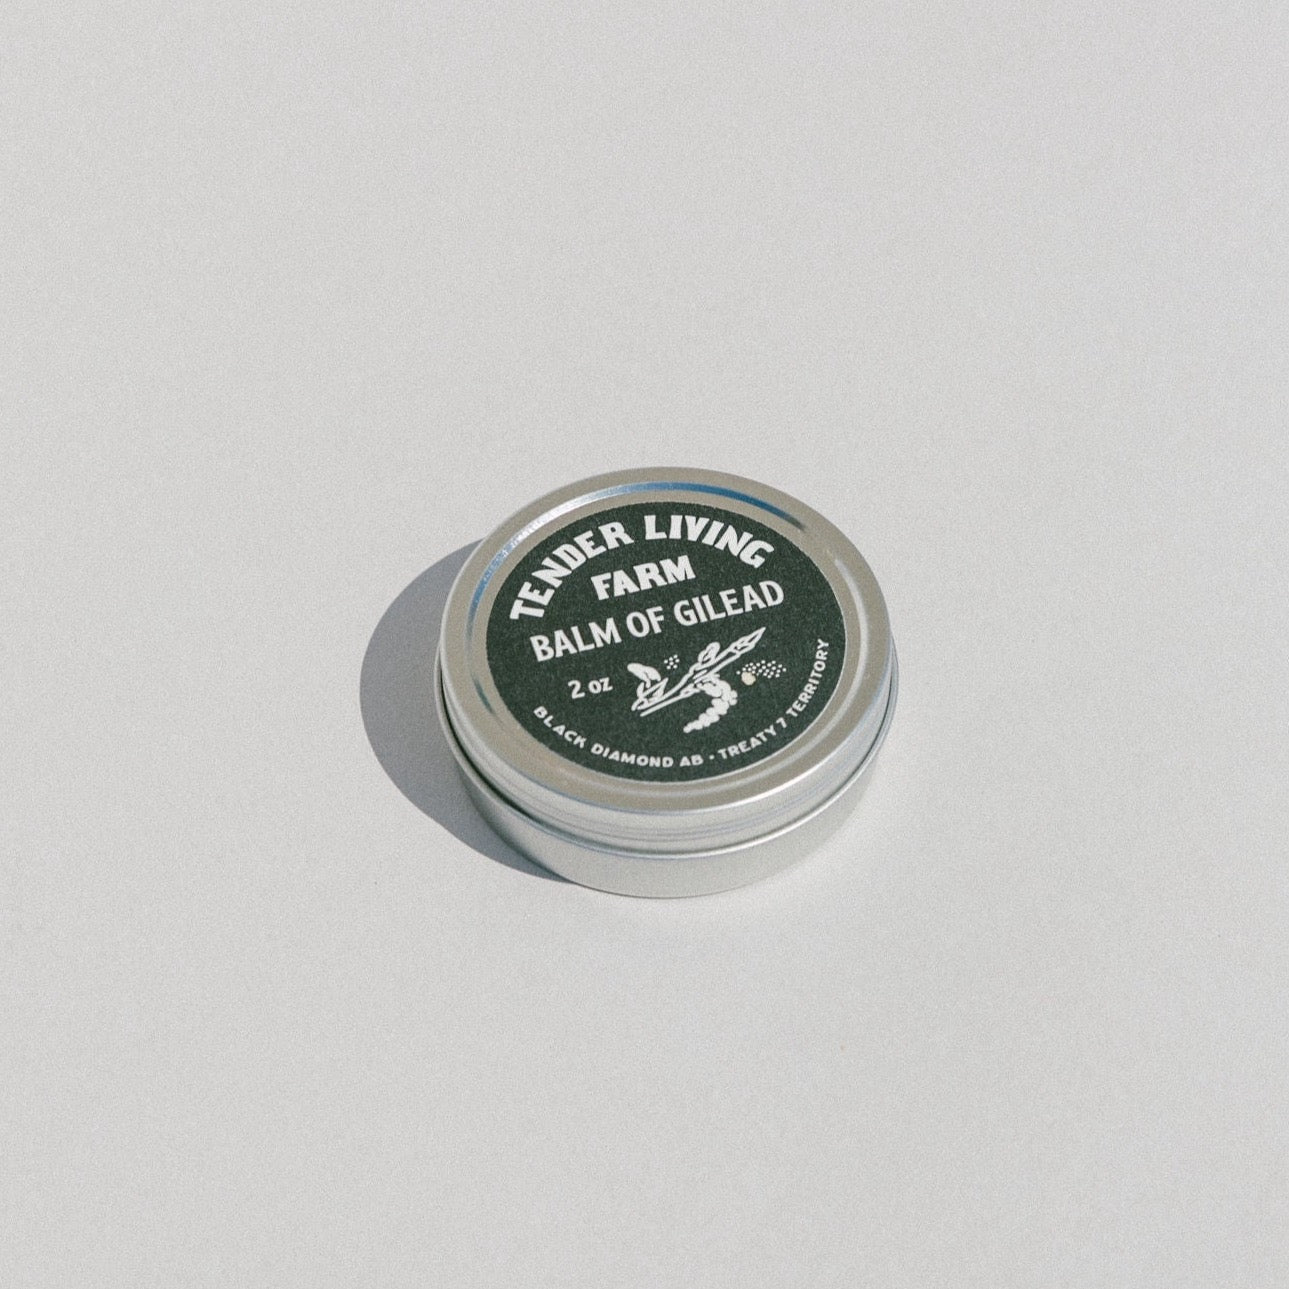 TENDER LIVING
FARM
BALM OF GILEAD
2 oz
BLACK DIAMOND AB • TREATY 7 TERRITORY